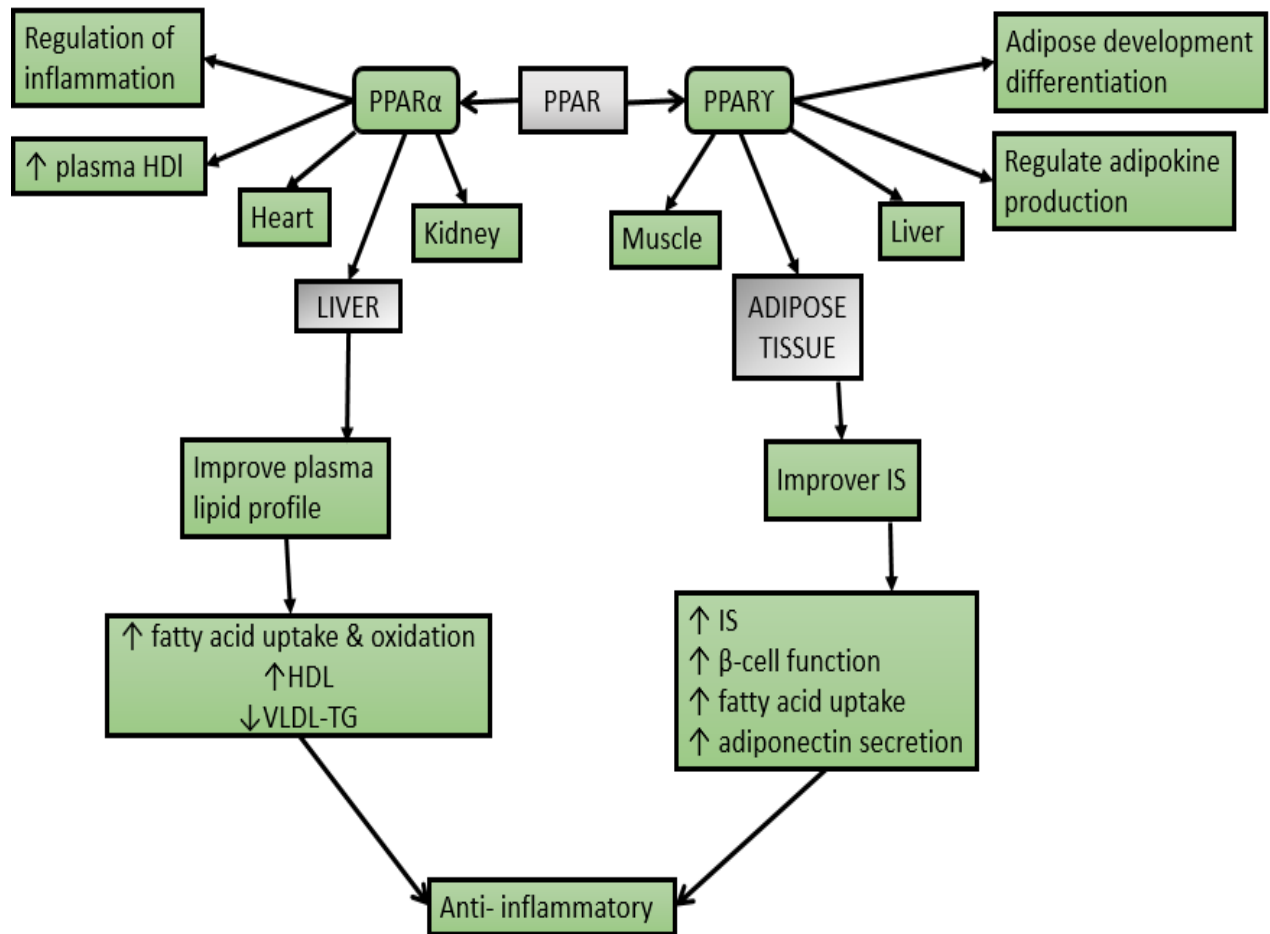 Regulation of
inflammation
PPARα
PPAR
PPARϒ
Adipose development
differentiation
↑ plasma HDl
Regulate adipokine
production
Heart
Kidney
Muscle
Liver
LIVER
ADIPOSE
TISSUE
Improve plasma
lipid profile
Improver IS
↑ fatty acid uptake & oxidation
↑HDL
↓VLDL-TG
↑ IS
↑ β-cell function
↑ fatty acid uptake
↑ adiponectin secretion
Anti- inflammatory